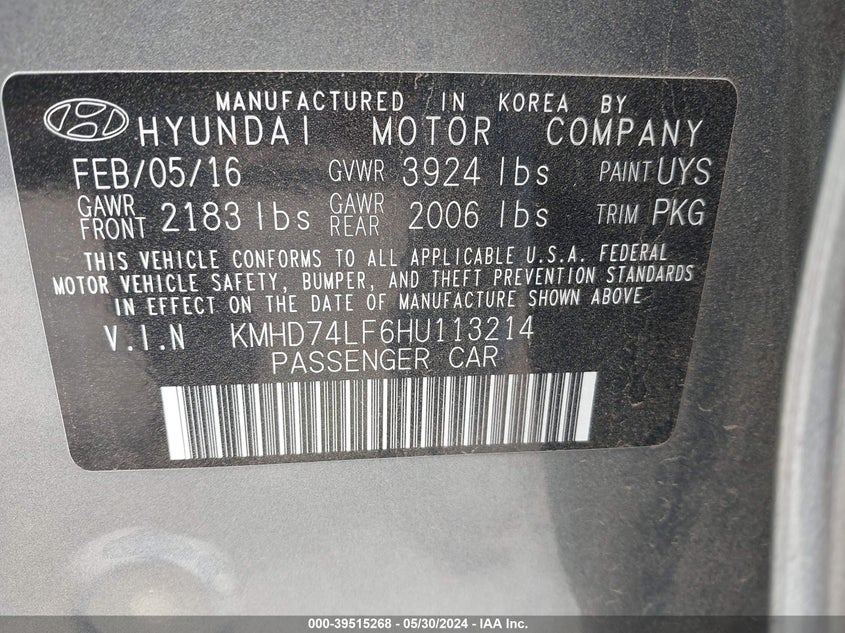 MANUFACTURED IN KOREA BY
HYUNDAI MOTOR COMPANY
FEB/05/16 GVWR 3924 lbs PAINT UYS
GAWR FRONT 2183 lbs GAWR REAR 2006 lbs TRIM PKG
THIS VEHICLE CONFORMS TO ALL APPLICABLE U.S.A. FEDERAL
MOTOR VEHICLE SAFETY, BUMPER, AND THEFT PREVENTION STANDARDS
IN EFFECT ON THE DATE OF MANUFACTURE SHOWN ABOVE
V.I.N KMHD74LF6HU113214
PASSENGER CAR
000-39515268 - 05/30/2024 - IAA Inc.